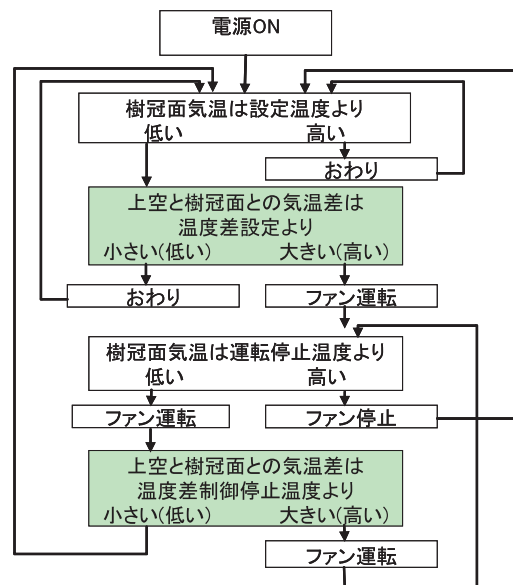 電源ON
樹冠面気温は設定温度より
低い 高い
おわり
上空と樹冠面との気温差は
温度差設定より
小さい(低い) 大きい(高い)
おわり ファン運転
樹冠面気温は運転停止温度より
低い 高い
ファン運転 ファン停止
上空と樹冠面との気温差は
温度差制御停止温度より
小さい(低い) 大きい(高い)
ファン運転